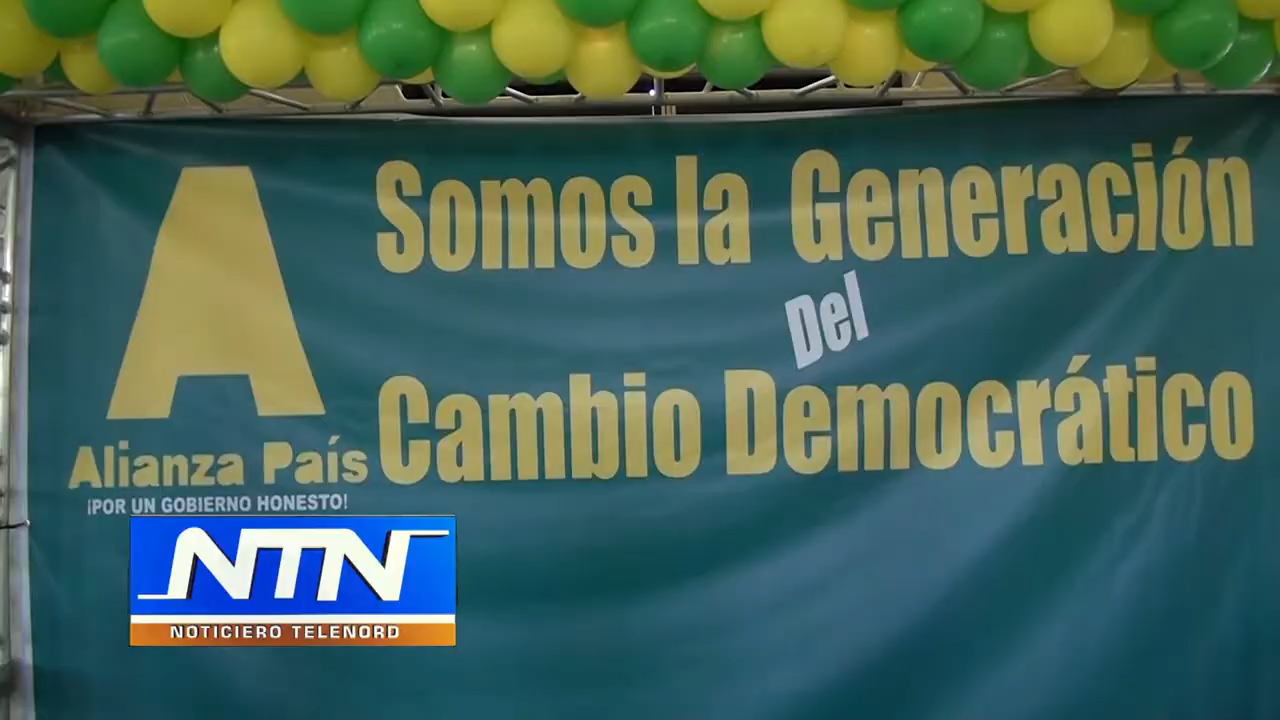 A
Somos la Generación
Del
Cambio Democrático
Alianza País
¡POR UN GOBIERNO HONESTO!
NTN
NOTICIERO TELENORD